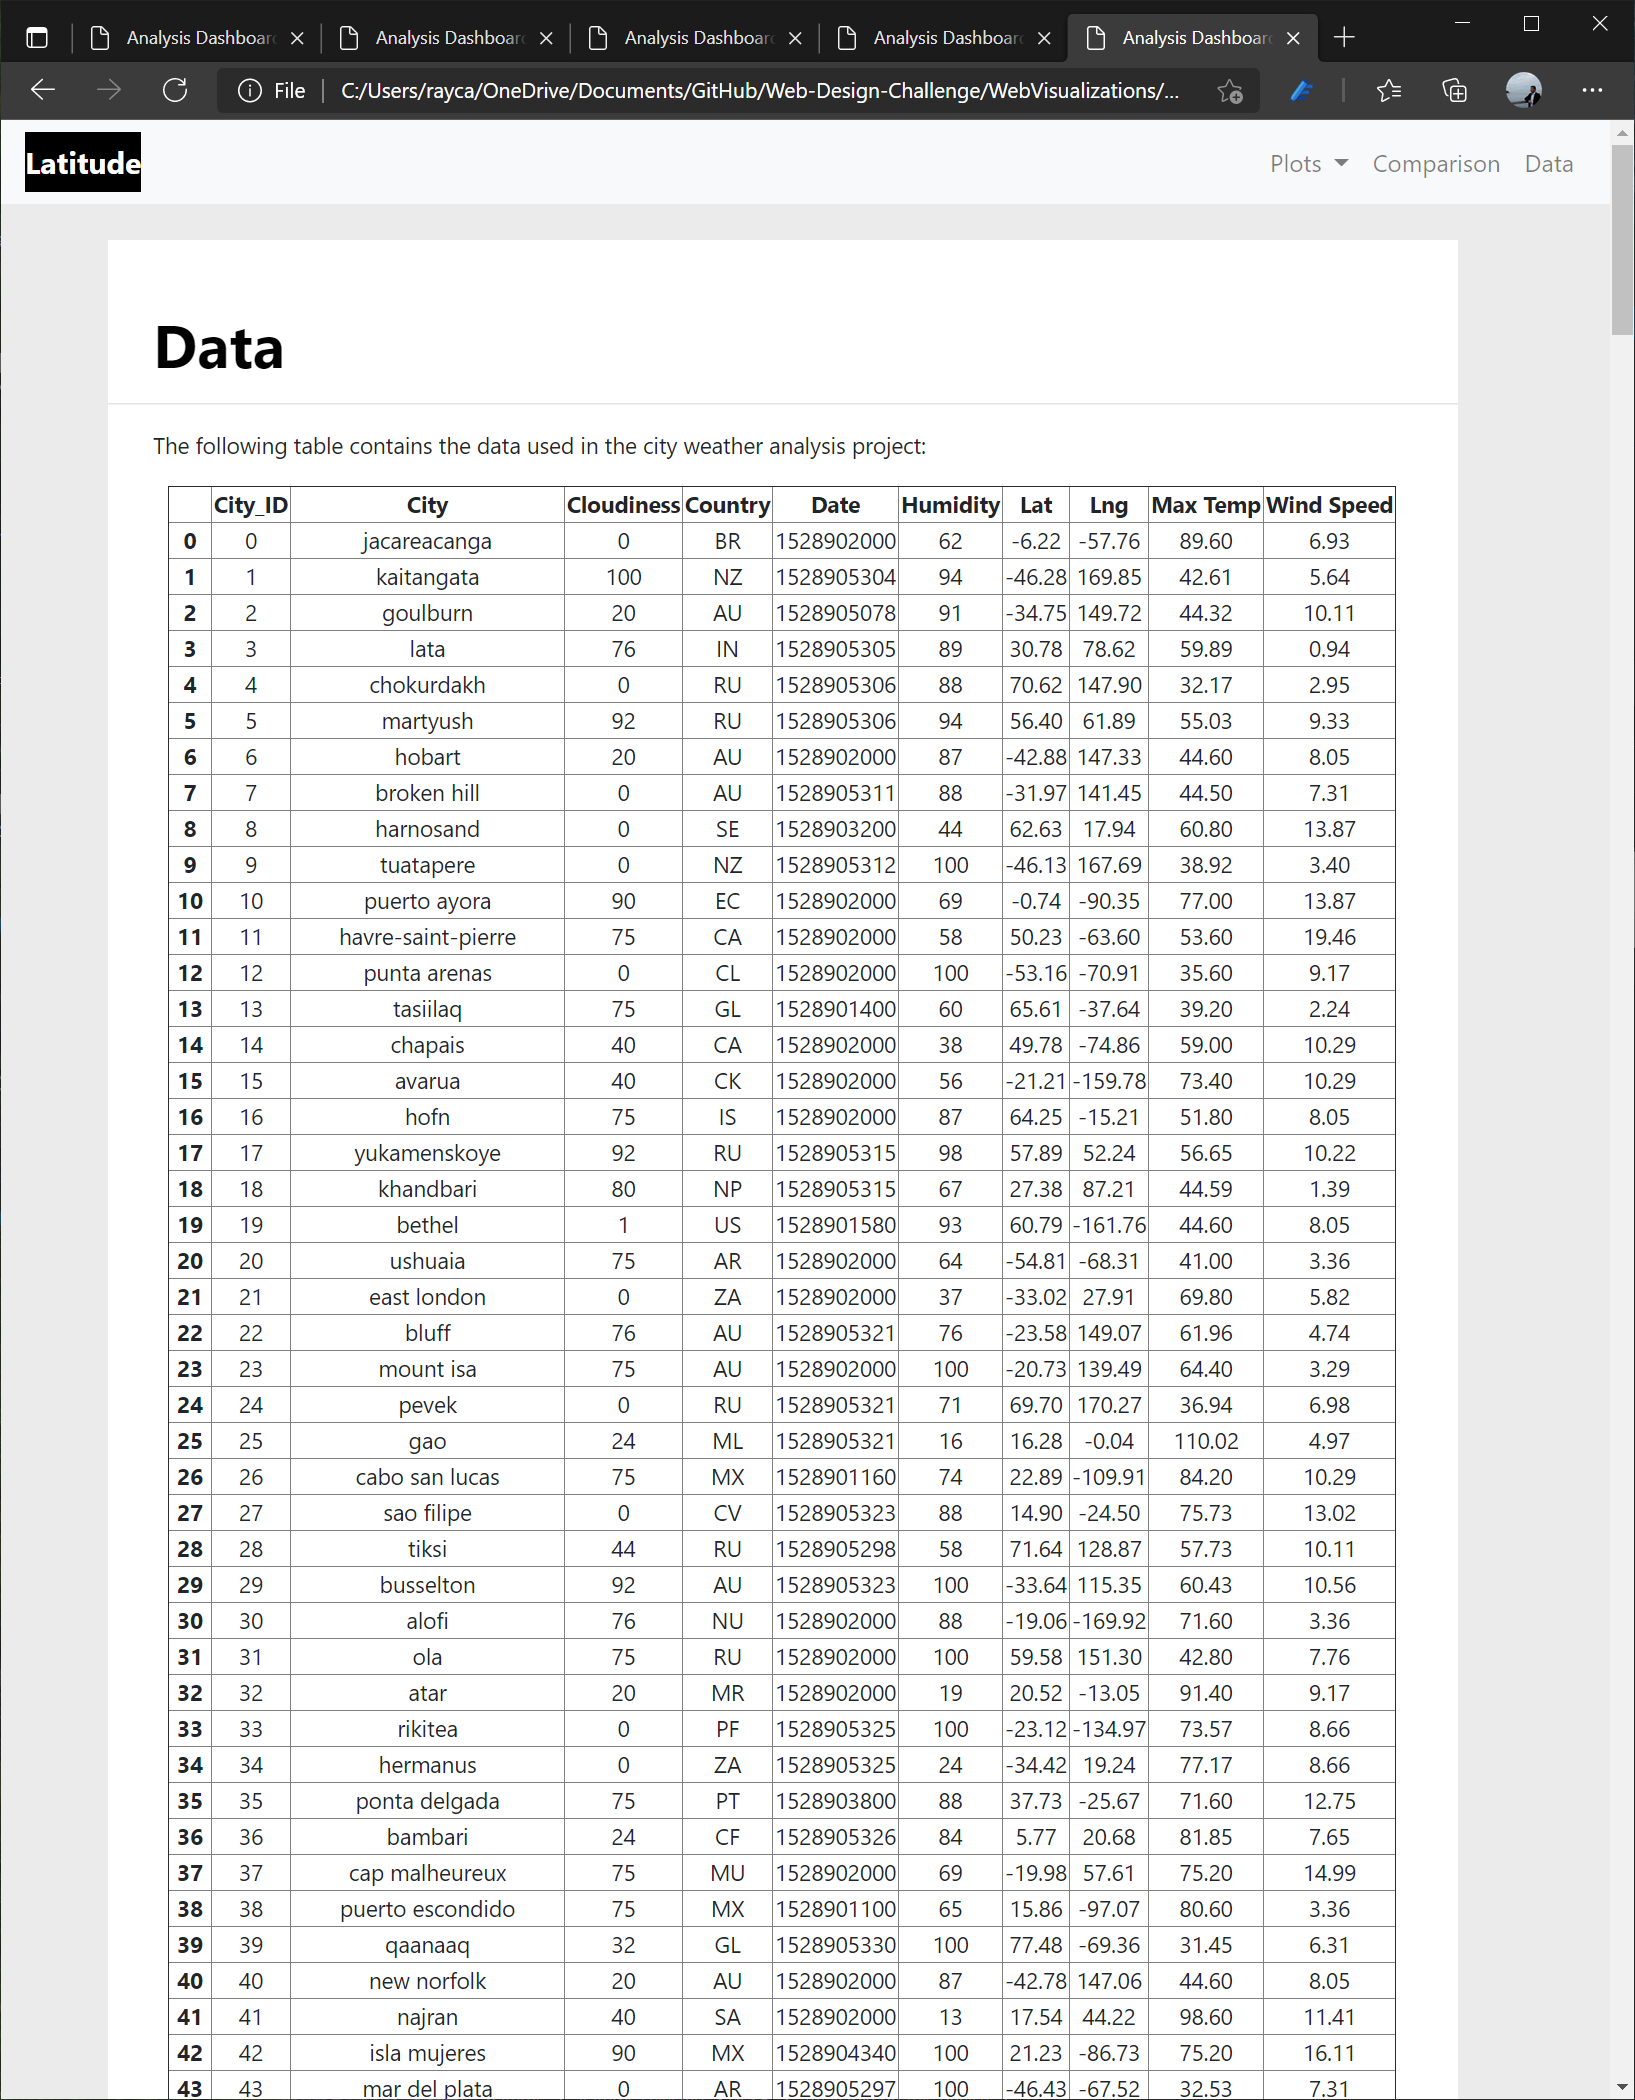 Analysis Dashboar Analysis Dashboar Analysis Dashboar Analysis Dashboar Analysis Dashboar
File C:/Users/rayca/OneDrive/Documents/GitHub/Web-Design-Challenge/WebVisualizations/...
Latitude Plots Comparison Data
Data
The following table contains the data used in the city weather analysis project:
City_ID City Cloudiness Country Date Humidity Lat Lng Max Temp Wind Speed
0 0 jacareacanga 0 BR 1528902000 62 -6.22 -57.76 89.60 6.93
1 1 kaitangata 100 NZ 1528905304 94 -46.28 169.85 42.61 5.64
2 2 goulburn 20 AU 1528905078 91 -34.75 149.72 44.32 10.11
3 3 lata 76 IN 1528905305 89 30.78 78.62 59.89 0.94
4 4 chokurdakh 0 RU 1528905306 88 70.62 147.90 32.17 2.95
5 5 martyush 92 RU 1528905306 94 56.40 61.89 55.03 9.33
6 6 hobart 20 AU 1528902000 87 -42.88 147.33 44.60 8.05
7 7 broken hill 0 AU 1528905311 88 -31.97 141.45 44.50 7.31
8 8 harnosand 0 SE 1528903200 44 62.63 17.94 60.80 13.87
9 9 tuatapere 0 NZ 1528905312 100 -46.13 167.69 38.92 3.40
10 10 puerto ayora 90 EC 1528902000 69 -0.74 -90.35 77.00 13.87
11 11 havre-saint-pierre 75 CA 1528902000 58 50.23 -63.60 53.60 19.46
12 12 punta arenas 0 CL 1528902000 100 -53.16 -70.91 35.60 9.17
13 13 tasiilaq 75 GL 1528901400 60 65.61 -37.64 39.20 2.24
14 14 chapais 40 CA 1528902000 38 49.78 -74.86 59.00 10.29
15 15 avarua 40 CK 1528902000 56 -21.21 -159.78 73.40 10.29
16 16 hofn 75 IS 1528902000 87 64.25 -15.21 51.80 8.05
17 17 yukamenskoye 92 RU 1528905315 98 57.89 52.24 56.65 10.22
18 18 khandbari 80 NP 1528905315 67 27.38 87.21 44.59 1.39
19 19 bethel 1 US 1528901580 93 60.79 -161.76 44.60 8.05
20 20 ushuaia 75 AR 1528902000 64 -54.81 -68.31 41.00 3.36
21 21 east london 0 ZA 1528902000 37 -33.02 27.91 69.80 5.82
22 22 bluff 76 AU 1528905321 76 -23.58 149.07 61.96 4.74
23 23 mount isa 75 AU 1528902000 100 -20.73 139.49 64.40 3.29
24 24 pevek 0 RU 1528905321 71 69.70 170.27 36.94 6.98
25 25 gao 24 ML 1528905321 16 16.28 -0.04 110.02 4.97
26 26 cabo san lucas 75 MX 1528901160 74 22.89 -109.91 84.20 10.29
27 27 sao filipe 0 CV 1528905323 88 14.90 -24.50 75.73 13.02
28 28 tiksi 44 RU 1528905298 58 71.64 128.87 57.73 10.11
29 29 busselton 92 AU 1528905323 100 -33.64 115.35 60.43 10.56
30 30 alofi 76 NU 1528902000 88 -19.06 -169.92 71.60 3.36
31 31 ola 75 RU 1528902000 100 59.58 151.30 42.80 7.76
32 32 atar 20 MR 1528902000 19 20.52 -13.05 91.40 9.17
33 33 rikitea 0 PF 1528905325 100 -23.12 -134.97 73.57 8.66
34 34 hermanus 0 ZA 1528905325 24 -34.42 19.24 77.17 8.66
35 35 ponta delgada 75 PT 1528903800 88 37.73 -25.67 71.60 12.75
36 36 bambari 24 CF 1528905326 84 5.77 20.68 81.85 7.65
37 37 cap malheureux 75 MU 1528902000 69 -19.98 57.61 75.20 14.99
38 38 puerto escondido 75 MX 1528901100 65 15.86 -97.07 80.60 3.36
39 39 qaanaaq 32 GL 1528905330 100 77.48 -69.36 31.45 6.31
40 40 new norfolk 20 AU 1528902000 87 -42.78 147.06 44.60 8.05
41 41 najran 40 SA 1528902000 13 17.54 44.22 98.60 11.41
42 42 isla mujeres 90 MX 1528904340 100 21.23 -86.73 75.20 16.11
43 43 mar del plata 0 AR 1528905297 100 -46.43 -67.52 32.53 7.31